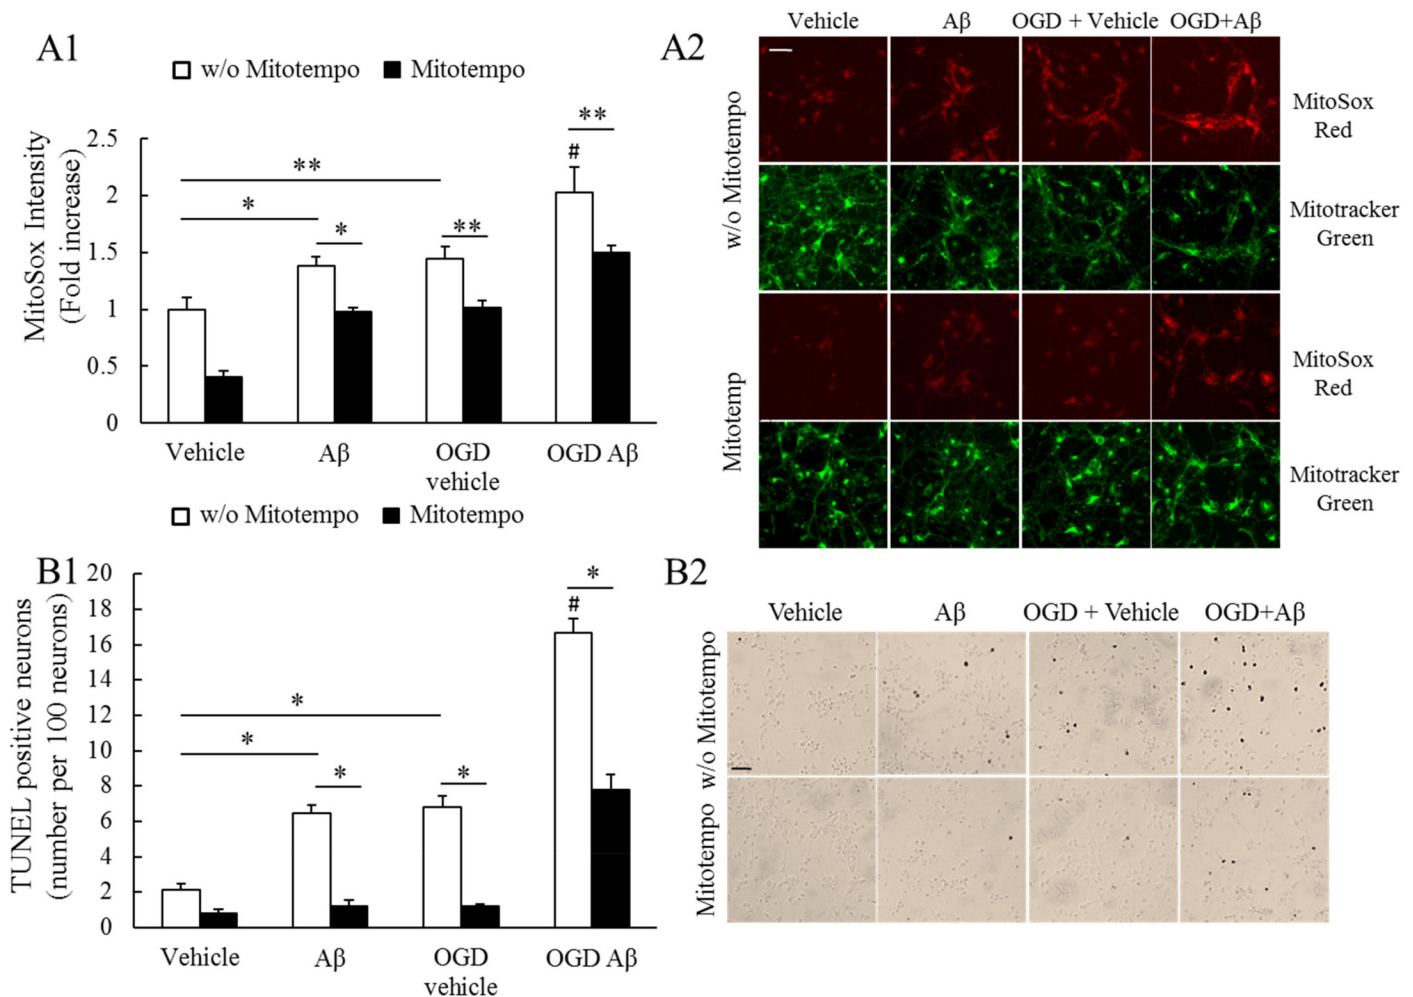 A1
w/o Mitotempo
Mitotempo
MitoSox Intensity
(Fold increase)
2.5
2
1.5
1
0.5
0
*
**
*
**
#
**
Vehicle
Aβ
OGD
vehicle
OGD Aβ
A2
Vehicle
Aβ
OGD + Vehicle
OGD+Aβ
w/o Mitotempo
Mitotemp
MitoSox
Red
Mitotracker
Green
MitoSox
Red
Mitotracker
Green
w/o Mitotempo
Mitotempo
B1
TUNEL positive neurons
(number per 100 neurons)
20
18
16
14
12
10
8
6
4
2
0
*
*
*
*
#
*
Vehicle
Aβ
OGD
vehicle
OGD Aβ
B2
Vehicle
Aβ
OGD + Vehicle
OGD+Aβ
w/o Mitotempo
Mitotempo